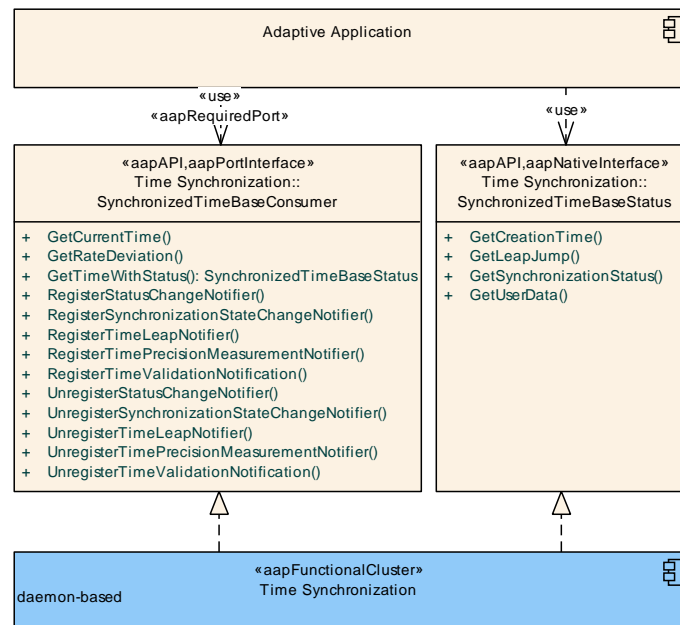 Adaptive Application
«use»
«aapRequiredPort»
«use»
«aapAPI,aapPortInterface»
Time Synchronization::
SynchronizedTimeBaseConsumer
+ GetCurrentTime()
+ GetRateDeviation()
+ GetTimeWithStatus(): SynchronizedTimeBaseStatus
+ RegisterStatusChangeNotifier()
+ RegisterSynchronizationStateChangeNotifier()
+ RegisterTimeLeapNotifier()
+ RegisterTimePrecisionMeasurementNotifier()
+ RegisterTimeValidationNotification()
+ UnregisterStatusChangeNotifier()
+ UnregisterSynchronizationStateChangeNotifier()
+ UnregisterTimeLeapNotifier()
+ UnregisterTimePrecisionMeasurementNotifier()
+ UnregisterTimeValidationNotification()
«aapAPI,aapNativeInterface»
Time Synchronization::
SynchronizedTimeBaseStatus
+ GetCreationTime()
+ GetLeapJump()
+ GetSynchronizationStatus()
+ GetUserData()
«aapFunctionalCluster»
Time Synchronization
daemon-based